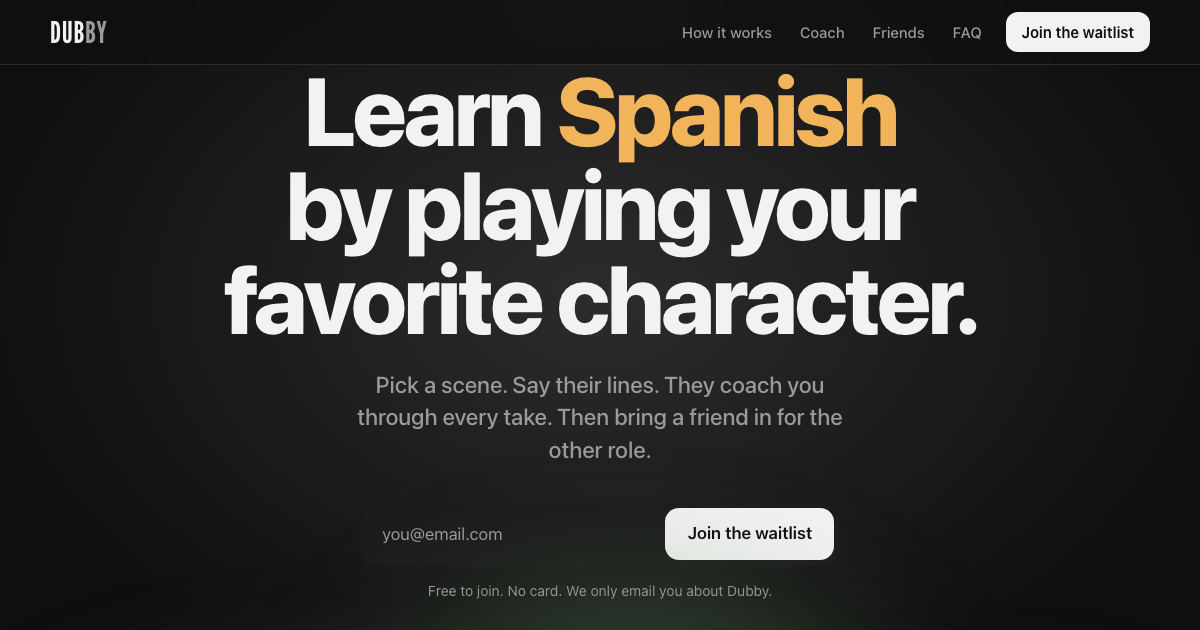 DUBBY
How it works
Coach
Friends
FAQ
Join the waitlist
Learn Spanish
by playing your
favorite character.
Pick a scene. Say their lines. They coach you
through every take. Then bring a friend in for the
other role.
you@email.com
Join the waitlist
Free to join. No card. We only email you about Dubby.